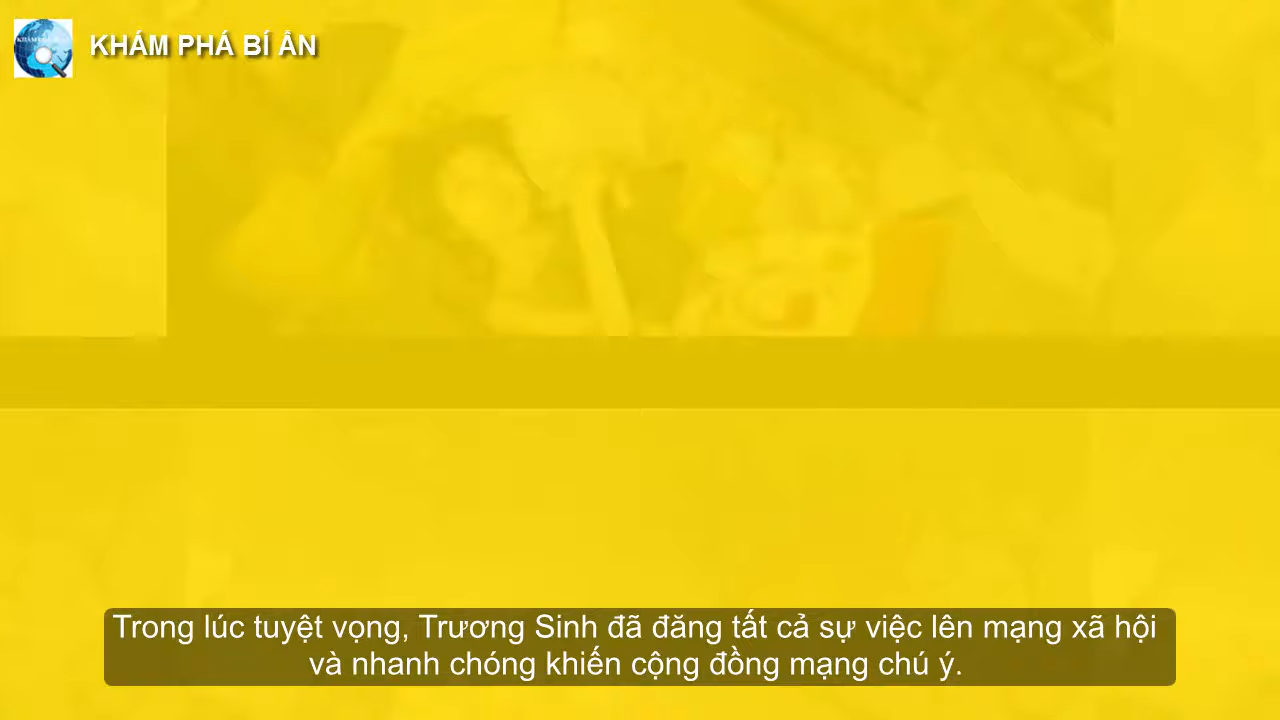 KHÁM PHÁ BÍ ẨN
Trong lúc tuyệt vọng, Trương Sinh đã đăng tất cả sự việc lên mạng xã hội
và nhanh chóng khiến cộng đồng mạng chú ý.